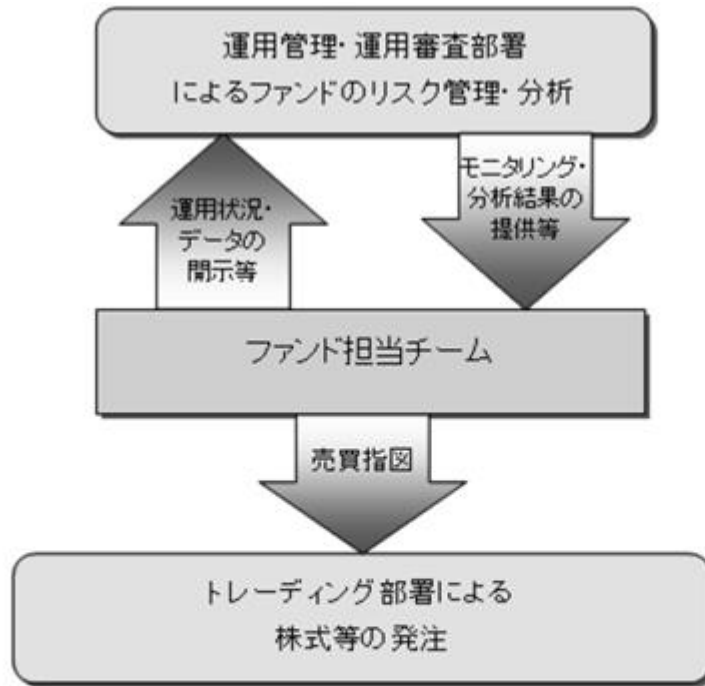 運用管理・運用審査部署
によるファンドのリスク管理・分析
運用状況・
データの
開示等
モニタリング・
分析結果の
提供等
ファンド担当チーム
売買指図
トレーディング部署による
株式等の発注